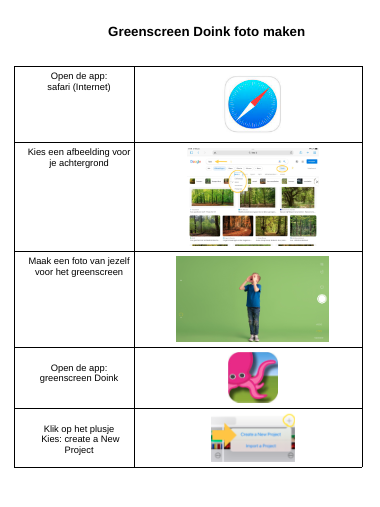 Greenscreen Doink foto maken
Open de app:
safari (Internet)
Kies een afbeelding voor
je achtergrond
Google
Maak een foto van jezelf
voor het greenscreen
Open de app:
greenscreen Doink
Klik op het plusje
Kies: create a New
Project
Create a New Project
Import a Project